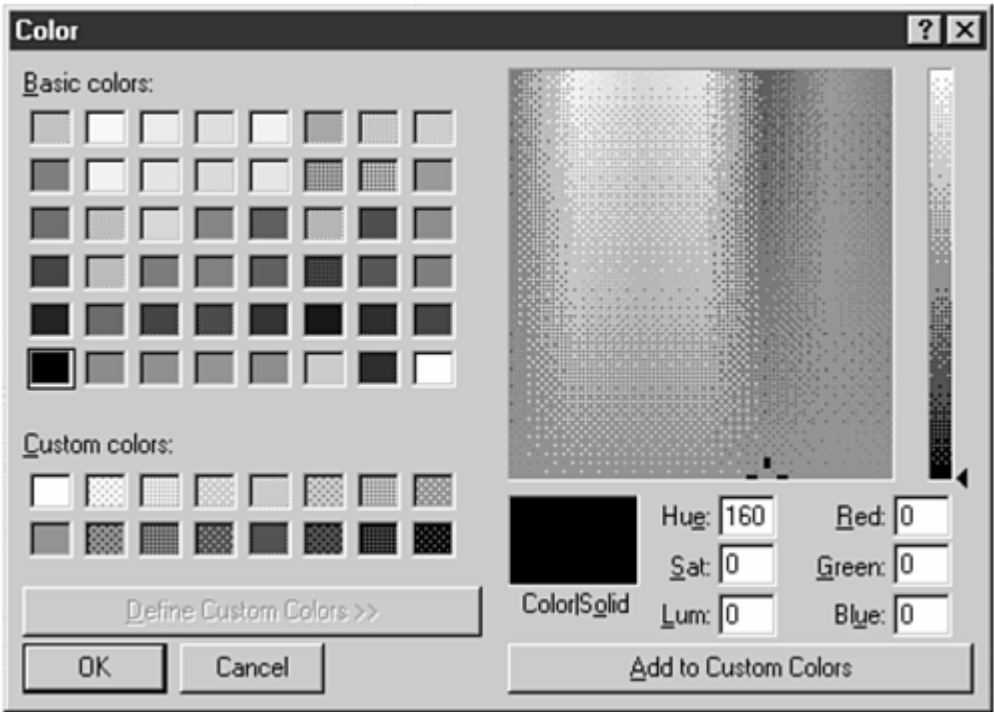 Color
Basic colors:
Custom colors:
Define Custom Colors >>
OK
Cancel
Color|Solid
Hue: 160
Sat: 0
Lum: 0
Red: 0
Green: 0
Blue: 0
Add to Custom Colors